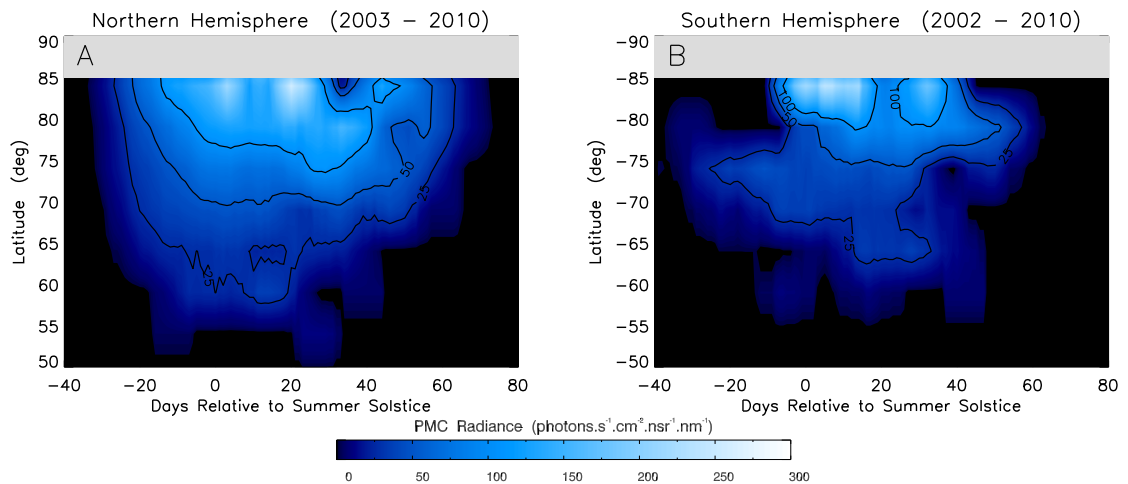 Northern Hemisphere (2003 – 2010)
Southern Hemisphere (2002 – 2010)
A
90
85
80
75
70
65
60
55
50
Latitude (deg)
50
25
25
−40 −20 0 20 40 60 80
Days Relative to Summer Solstice
B
−90
−85
−80
−75
−70
−65
−60
−55
−50
Latitude (deg)
100
50
100
25
25
−40 −20 0 20 40 60 80
Days Relative to Summer Solstice
PMC Radiance (photons.s⁻¹.cm⁻².nsr⁻¹.nm⁻¹)
0 50 100 150 200 250 300